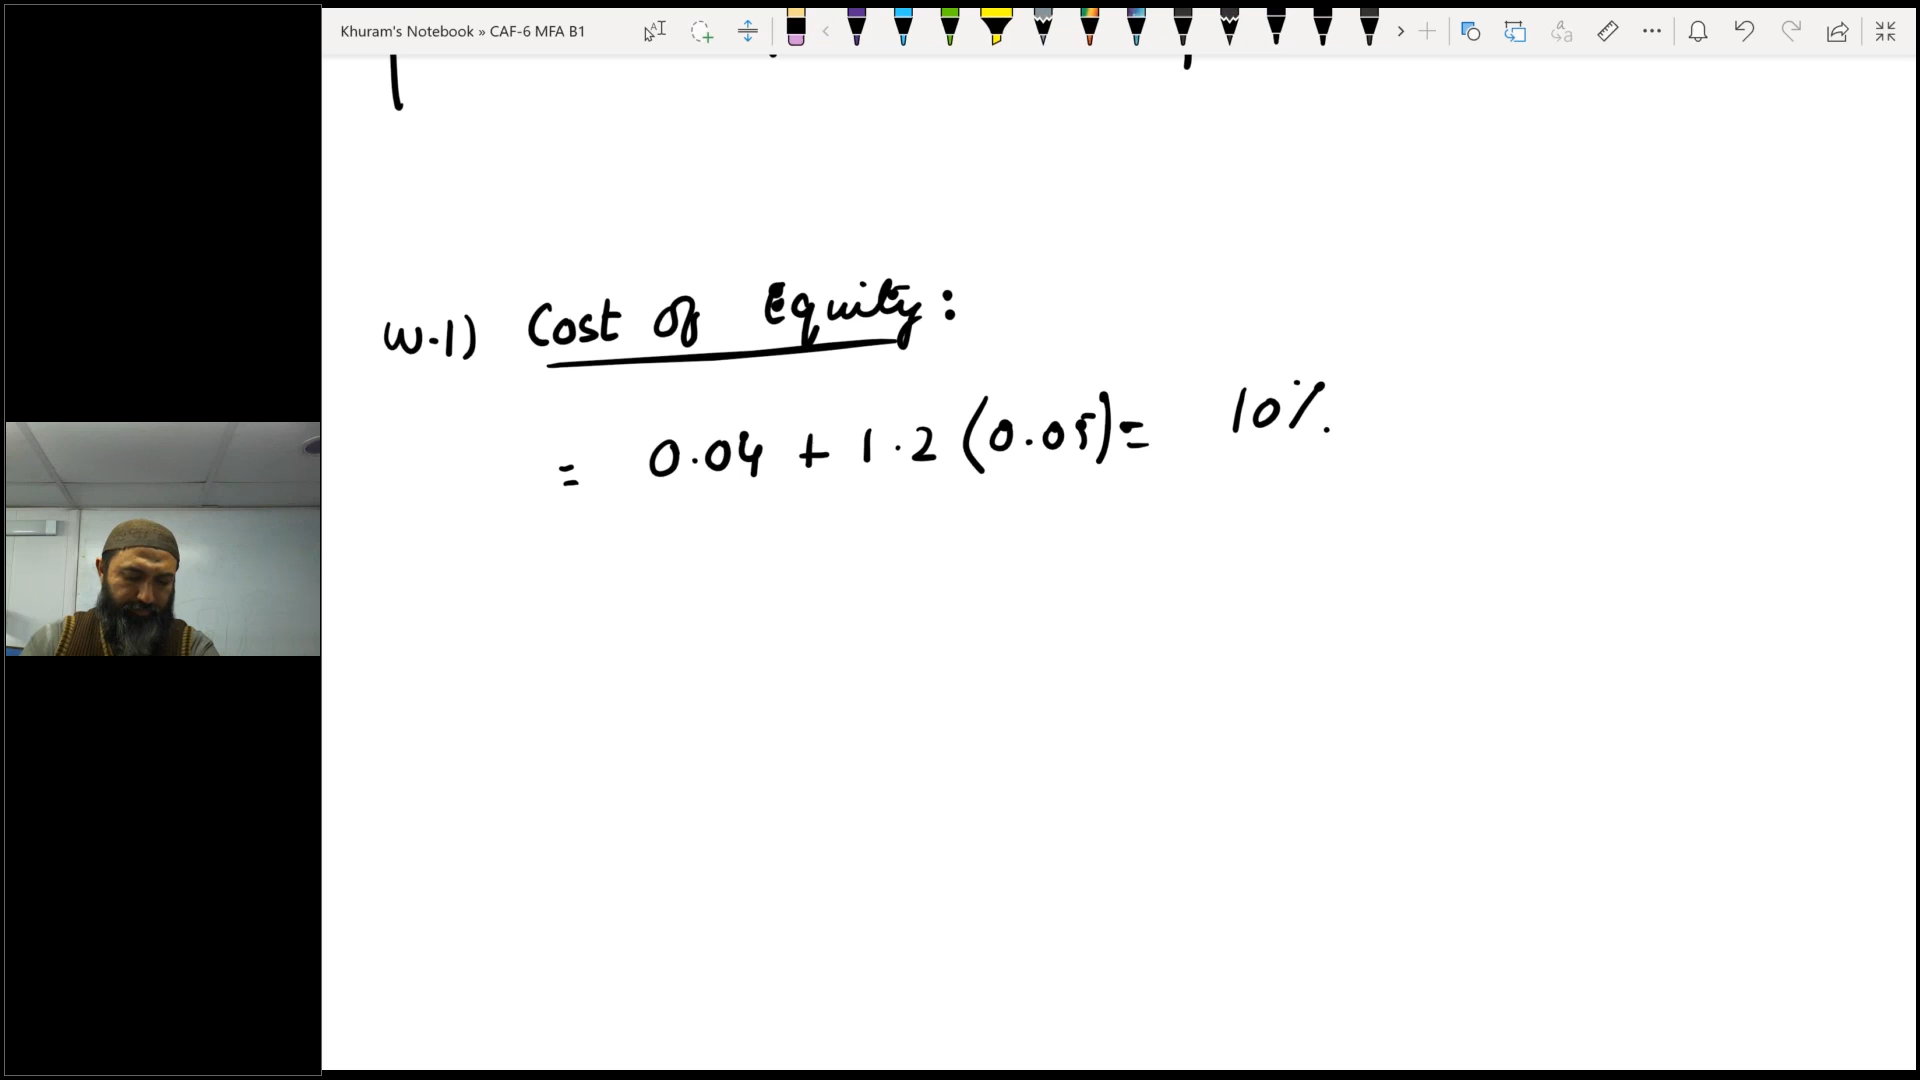 Khuram's Notebook » CAF-6 MFA B1
W.1) Cost of Equity:
= 0.04 + 1.2 (0.05) = 10%.